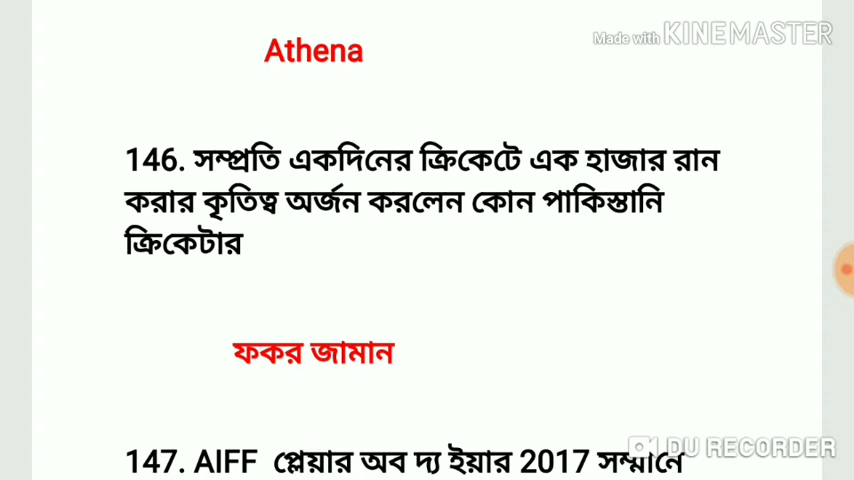 Made with KINEMASTER
Athena
146. সম্প্রতি একদিনের ক্রিকেটে এক হাজার রান
করার কৃতিত্ব অর্জন করলেন কোন পাকিস্তানি
ক্রিকেটার
ফকর জামান
DU RECORDER
147. AIFF প্লেয়ার অব দ্য ইয়ার 2017 সম্মানে